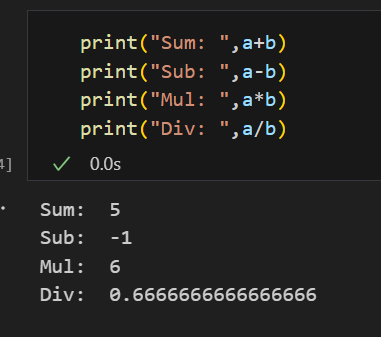 print("Sum: ",a+b)
print("Sub: ",a-b)
print("Mul: ",a*b)
print("Div: ",a/b)
4]
0.0s
Sum:  5
Sub:  -1
Mul:  6
Div:  0.6666666666666666